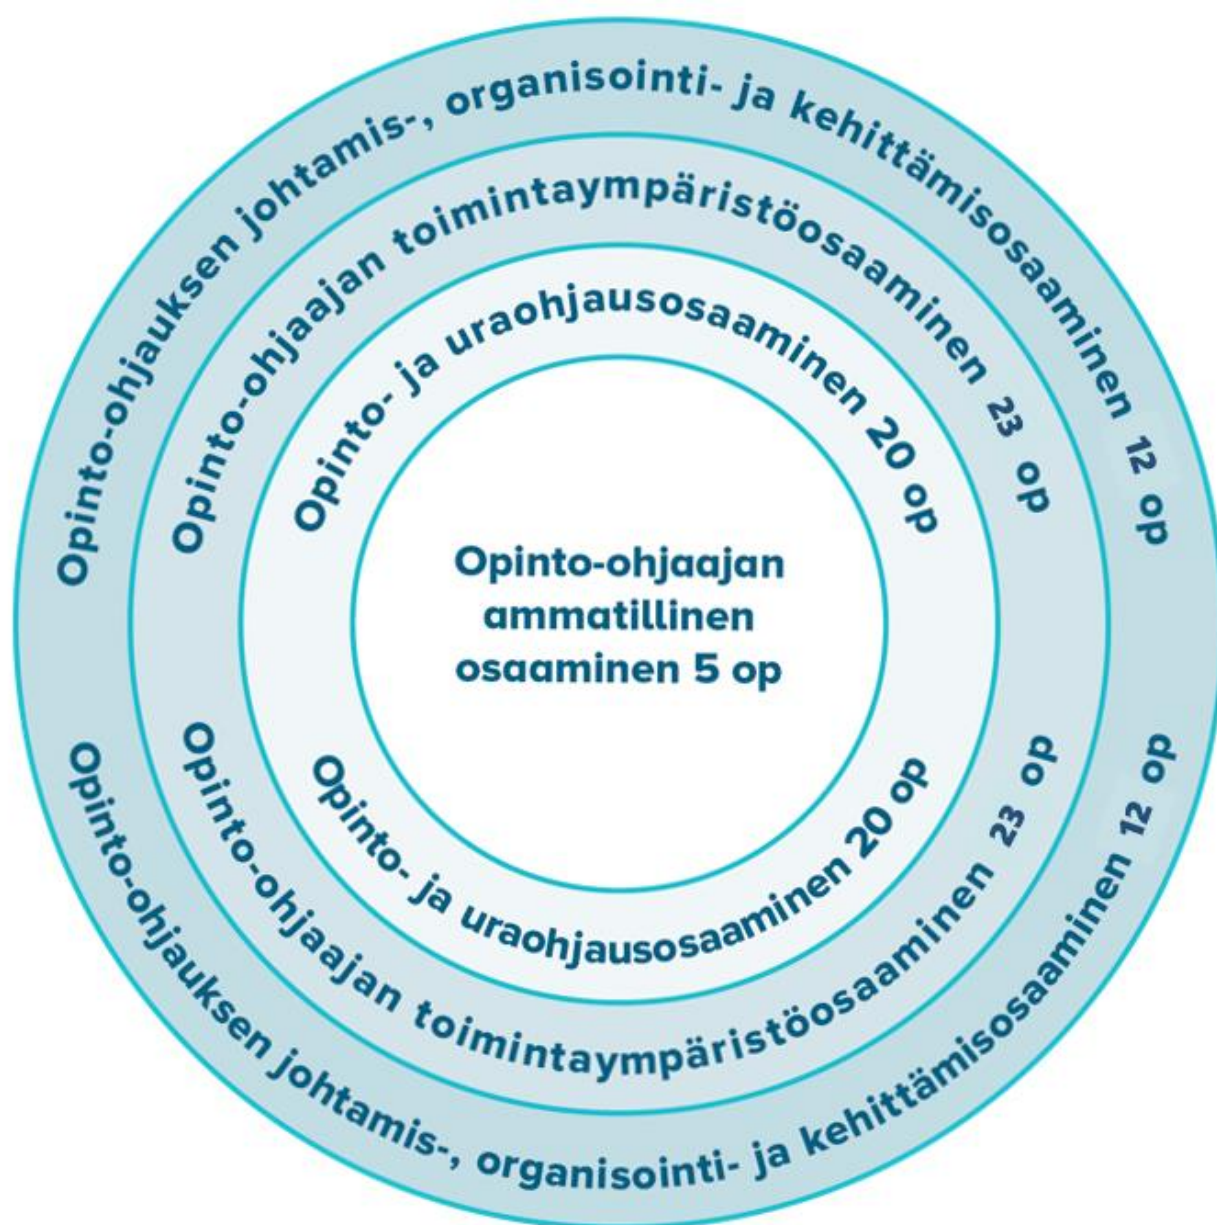 Opinto-ohjauksen johtamis-, organisointi- ja kehittämisosaaminen 12 op
Opinto-ohjaajan toimintaympäristöosaaminen 23 op
Opinto- ja uraohjausosaaminen 20 op
Opinto-ohjaajan
ammatillinen
osaaminen 5 op
Opinto- ja uraohjausosaaminen 20 op
Opinto-ohjaajan toimintaympäristöosaaminen 23 op
Opinto-ohjauksen johtamis-, organisointi- ja kehittämisosaaminen 12 op